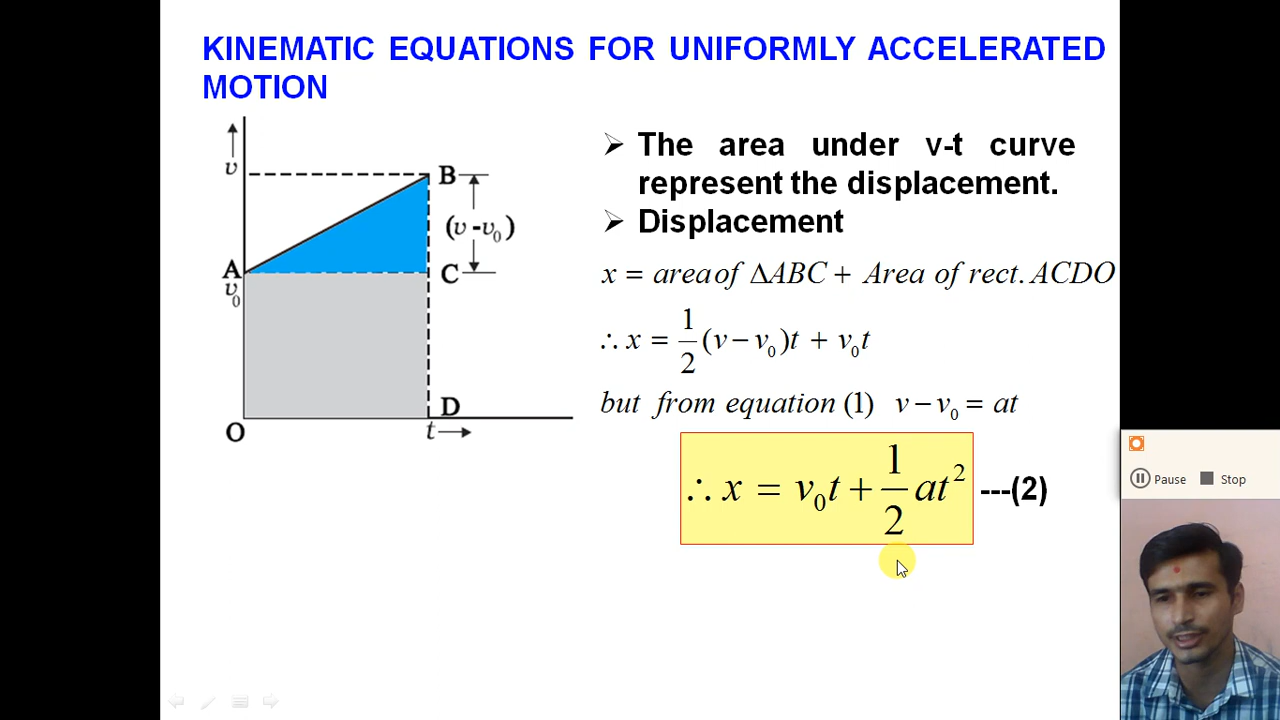 KINEMATIC EQUATIONS FOR UNIFORMLY ACCELERATED
MOTION
v
B
(v - v₀)
A
v₀
C
D
O
t
➢ The area under v-t curve
represent the displacement.
➢ Displacement
x = area of ΔABC + Area of rect. ACDO
∴ x = 1/2 (v − v₀)t + v₀t
but from equation (1) v − v₀ = at
∴ x = v₀t + 1/2 at² ---(2)
Pause Stop